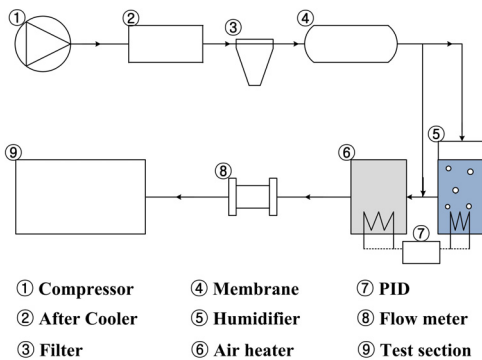 ① ② ③ ④
⑤
⑨ ⑧ ⑥
⑦
① Compressor ④ Membrane ⑦ PID
② After Cooler ⑤ Humidifier ⑧ Flow meter
③ Filter ⑥ Air heater ⑨ Test section